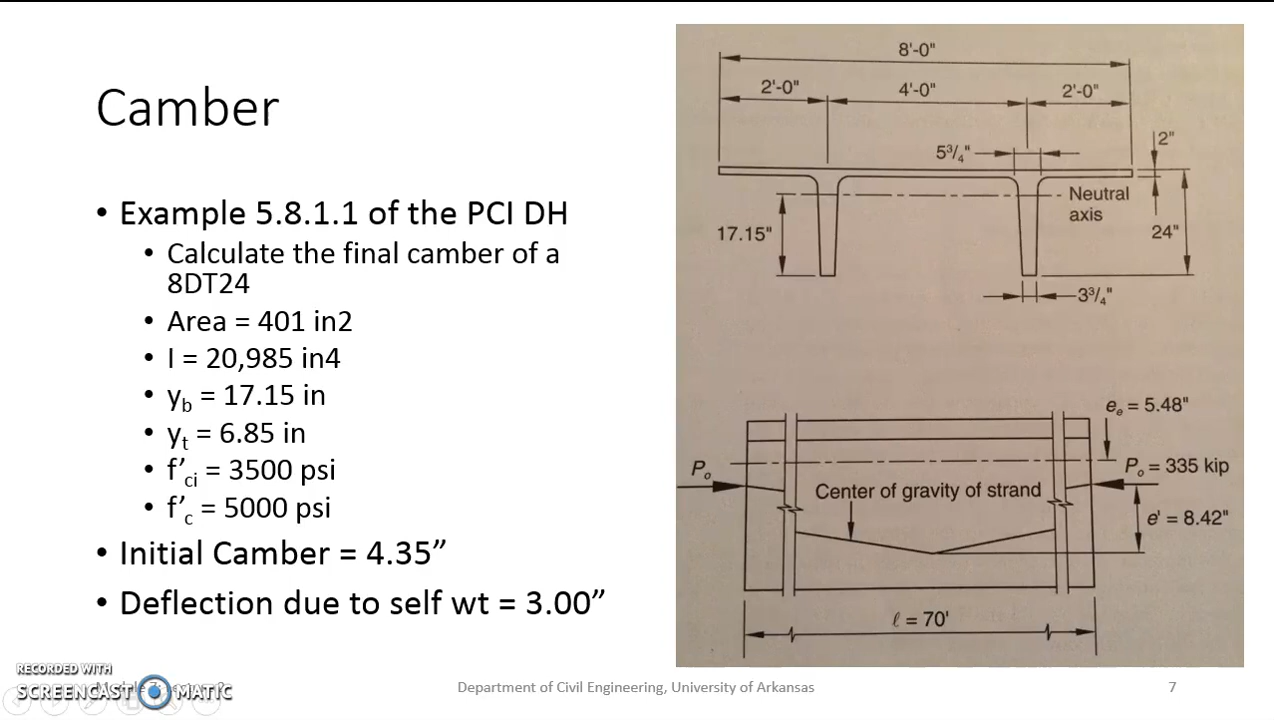 Camber
• Example 5.8.1.1 of the PCI DH
• Calculate the final camber of a
8DT24
• Area = 401 in2
• I = 20,985 in4
• y_b = 17.15 in
• y_t = 6.85 in
• f’_ci = 3500 psi
• f’_c = 5000 psi
• Initial Camber = 4.35”
• Deflection due to self wt = 3.00”
8'-0"
2'-0" 4'-0" 2'-0"
2"
5 3/4"
Neutral
axis
17.15"
24"
3 3/4"
e_e = 5.48"
P_o
P_o = 335 kip
Center of gravity of strand
e' = 8.42"
ℓ = 70'
RECORDED WITH
SCREENCAST MATIC
Department of Civil Engineering, University of Arkansas
7